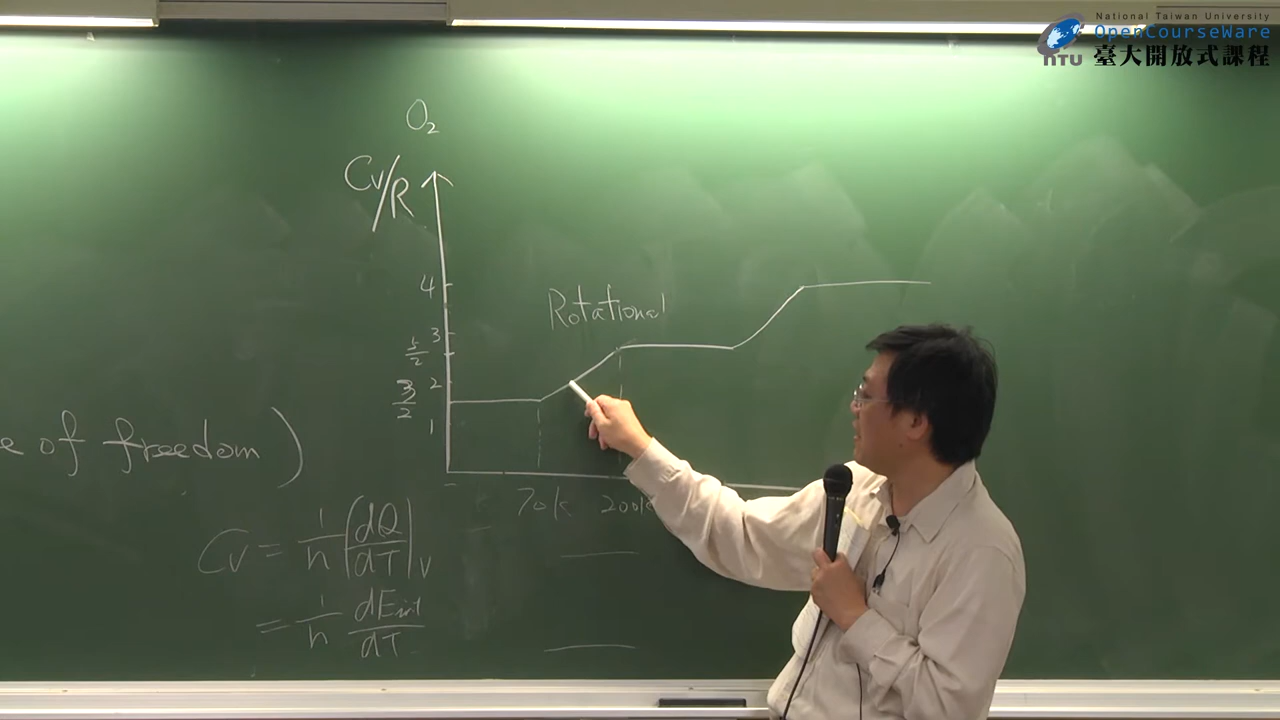 National Taiwan University
OpenCourseWare
NTU 臺大開放式課程
O₂
Cv/R
4
3
5/2
2
3/2
1
Rotational
70k 200k
e of freedom)
Cv = 1/n (dQ/dT)v
= 1/n dEint/dT